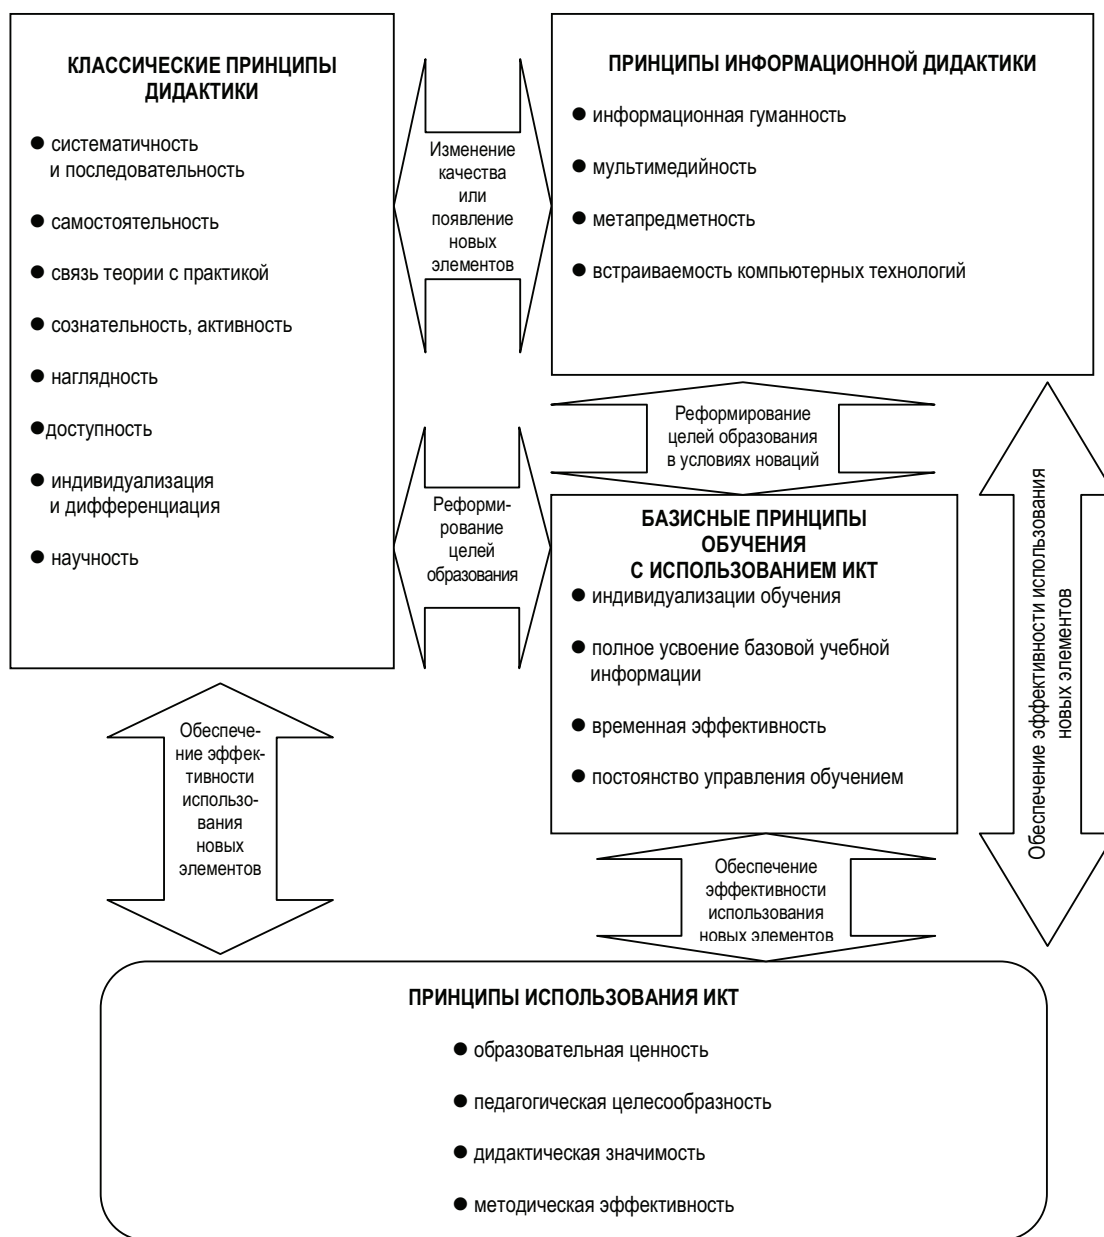 КЛАССИЧЕСКИЕ ПРИНЦИПЫ
ДИДАКТИКИ
● систематичность
и последовательность
● самостоятельность
● связь теории с практикой
● сознательность, активность
● наглядность
●доступность
● индивидуализация
и дифференциация
● научность
Изменение
качества
или
появление
новых
элементов
ПРИНЦИПЫ ИНФОРМАЦИОННОЙ ДИДАКТИКИ
● информационная гуманность
● мультимедийность
● метапредметность
● встраиваемость компьютерных технологий
Реформи-
рование
целей
образования
Реформирование
целей образования
в условиях новаций
БАЗИСНЫЕ ПРИНЦИПЫ
ОБУЧЕНИЯ
С ИСПОЛЬЗОВАНИЕМ ИКТ
● индивидуализации обучения
● полное усвоение базовой учебной
информации
● временная эффективность
● постоянство управления обучением
Обеспечение эффективности использования
новых элементов
Обеспече-
ние эффек-
тивности
использо-
вания
новых
элементов
Обеспечение
эффективности
использования
новых элементов
ПРИНЦИПЫ ИСПОЛЬЗОВАНИЯ ИКТ
● образовательная ценность
● педагогическая целесообразность
● дидактическая значимость
● методическая эффективность